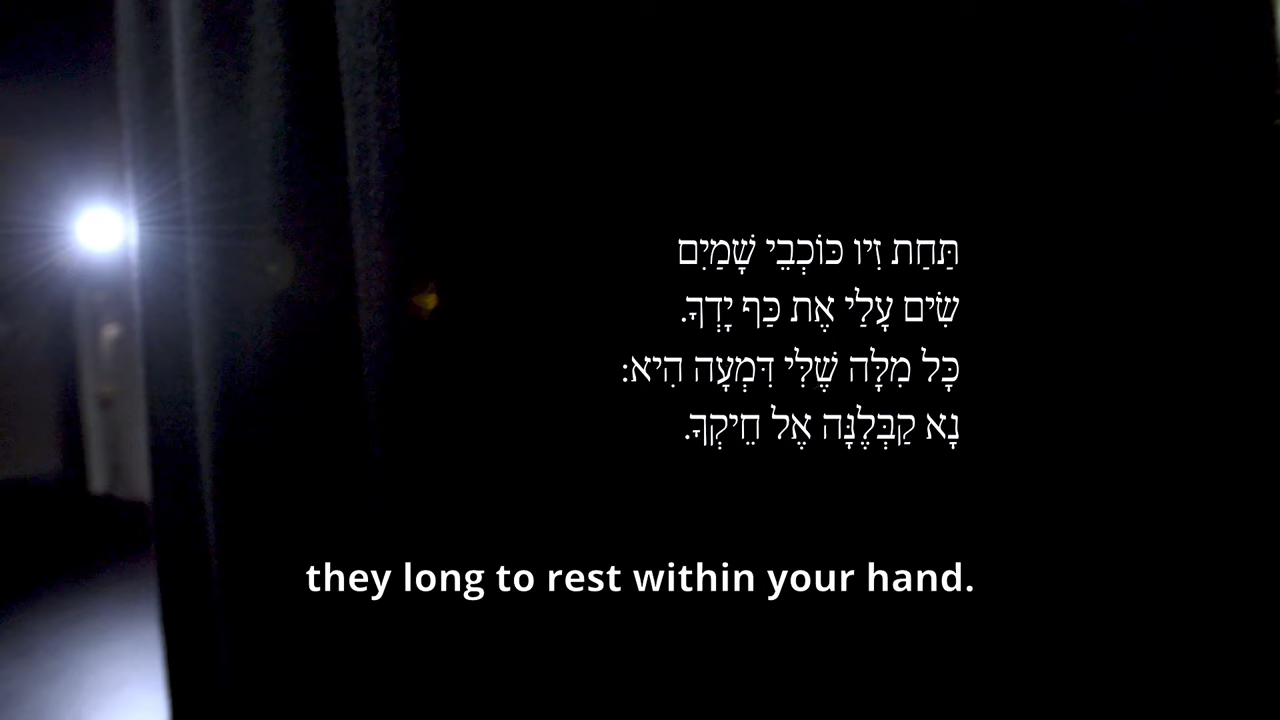 תַּחַת זִיו כּוֹכְבֵי שָׁמַיִם
שִׂים עָלַי אֶת כַּף יָדְךָ.
כָּל מִלָּה שֶׁלִּי דִּמְעָה הִיא:
נָא קַבְּלֶנָּה אֶל חֵיקְךָ.
they long to rest within your hand.